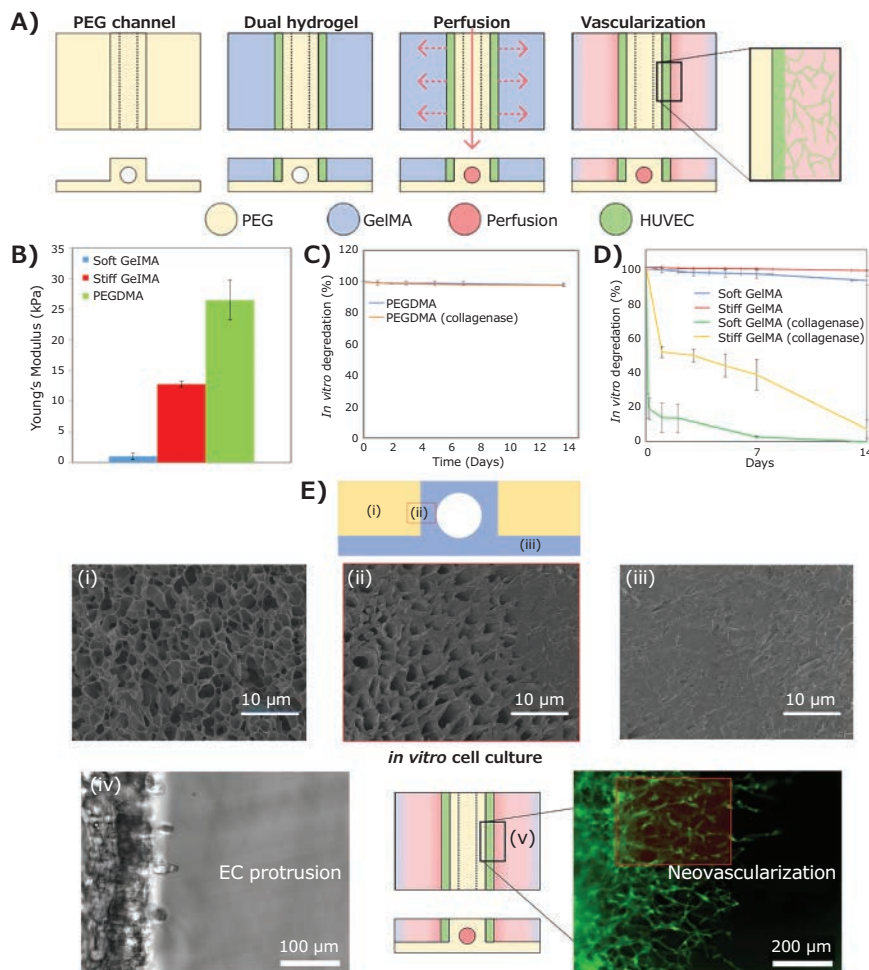 A)
PEG channel
Dual hydrogel
Perfusion
Vascularization
PEG
GelMA
Perfusion
HUVEC
B)
35
30
25
20
15
10
5
0
Young's Modulus (kPa)
Soft GelMA
Stiff GelMA
PEGDMA
C)
120
100
80
60
40
20
0
In vitro degradation (%)
PEGDMA
PEGDMA (collagenase)
0 2 4 6 8 10 12 14
Time (Days)
D)
100
80
60
40
20
0
In vitro degradation (%)
Soft GelMA
Stiff GelMA
Soft GelMA (collagenase)
Stiff GelMA (collagenase)
0 7 14
Days
E)
(i)
(ii)
(iii)
(i)
10 µm
(ii)
10 µm
(iii)
10 µm
in vitro cell culture
(iv)
EC protrusion
100 µm
(v)
Neovascularization
200 µm